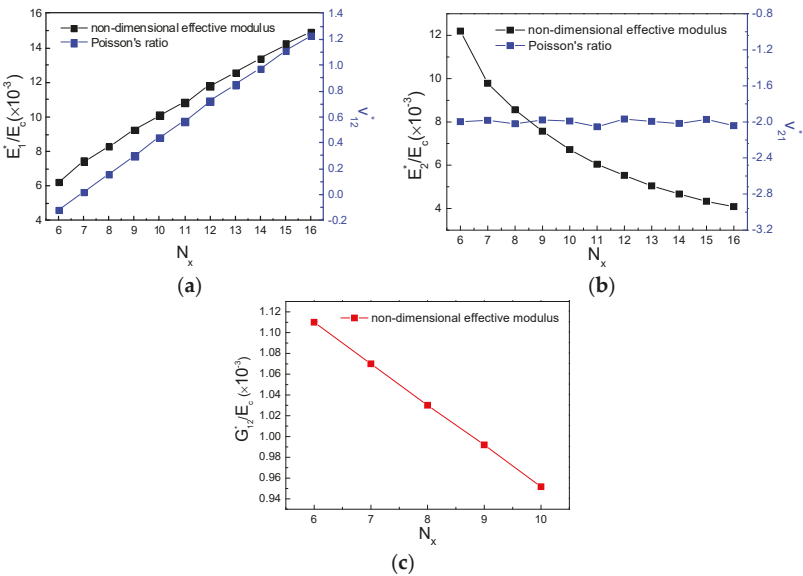 non-dimensional effective modulus
Poisson's ratio
E*1/Ec(×10-3)
16
14
12
10
8
6
4
1.2
1.0
0.8
0.6
0.4
0.2
0.0
-0.2
ν*12
6 7 8 9 10 11 12 13 14 15 16
Nx
(a)
non-dimensional effective modulus
Poisson's ratio
E*2/Ec(×10-3)
12
10
8
6
4
-0.8
-1.2
-1.6
-2.0
-2.4
-2.8
-3.2
ν*21
6 7 8 9 10 11 12 13 14 15 16
Nx
(b)
non-dimensional effective modulus
G*12/Ec (×10-3)
1.12
1.10
1.08
1.06
1.04
1.02
1.00
0.98
0.96
0.94
6 7 8 9 10
Nx
(c)